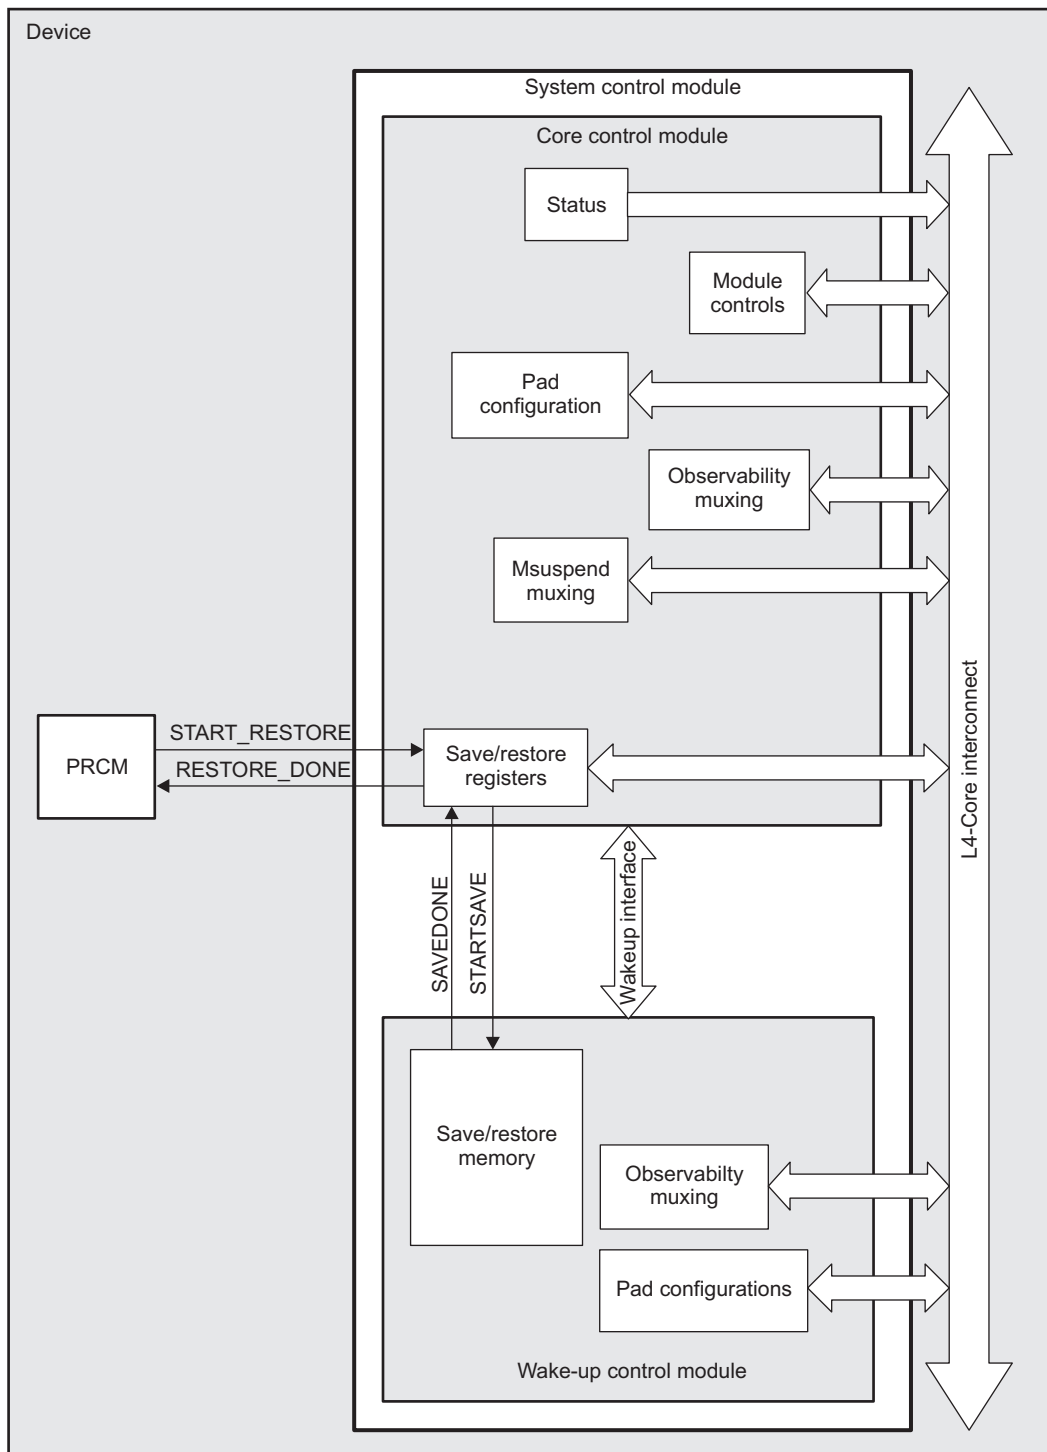 Device
System control module
Core control module
Status
Module
controls
Pad
configuration
Observability
muxing
Msuspend
muxing
START_RESTORE
PRCM
RESTORE_DONE
Save/restore
registers
L4-Core interconnect
SAVEDONE
STARTSAVE
Wakeup interface
Save/restore
memory
Observabilty
muxing
Pad configurations
Wake-up control module